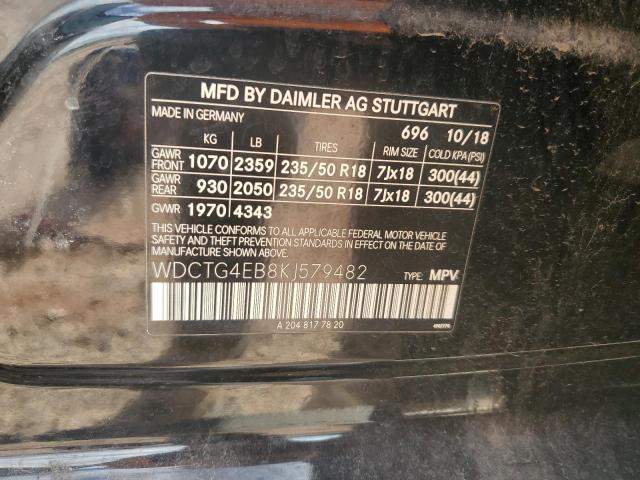 MFD BY DAIMLER AG STUTTGART
MADE IN GERMANY 696 10/18
KG LB TIRES RIM SIZE COLD KPA(PSI)
GAWR FRONT 1070 2359 235/50 R18 7Jx18 300(44)
GAWR REAR 930 2050 235/50 R18 7Jx18 300(44)
GVWR 1970 4343
THIS VEHICLE CONFORMS TO ALL APPLICABLE FEDERAL MOTOR VEHICLE
SAFETY AND THEFT PREVENTION STANDARDS IN EFFECT ON THE DATE
OF MANUFACTURE SHOWN ABOVE.
WDCTG4EB8KJ579482 TYPE: MPV
A 204 817 78 20